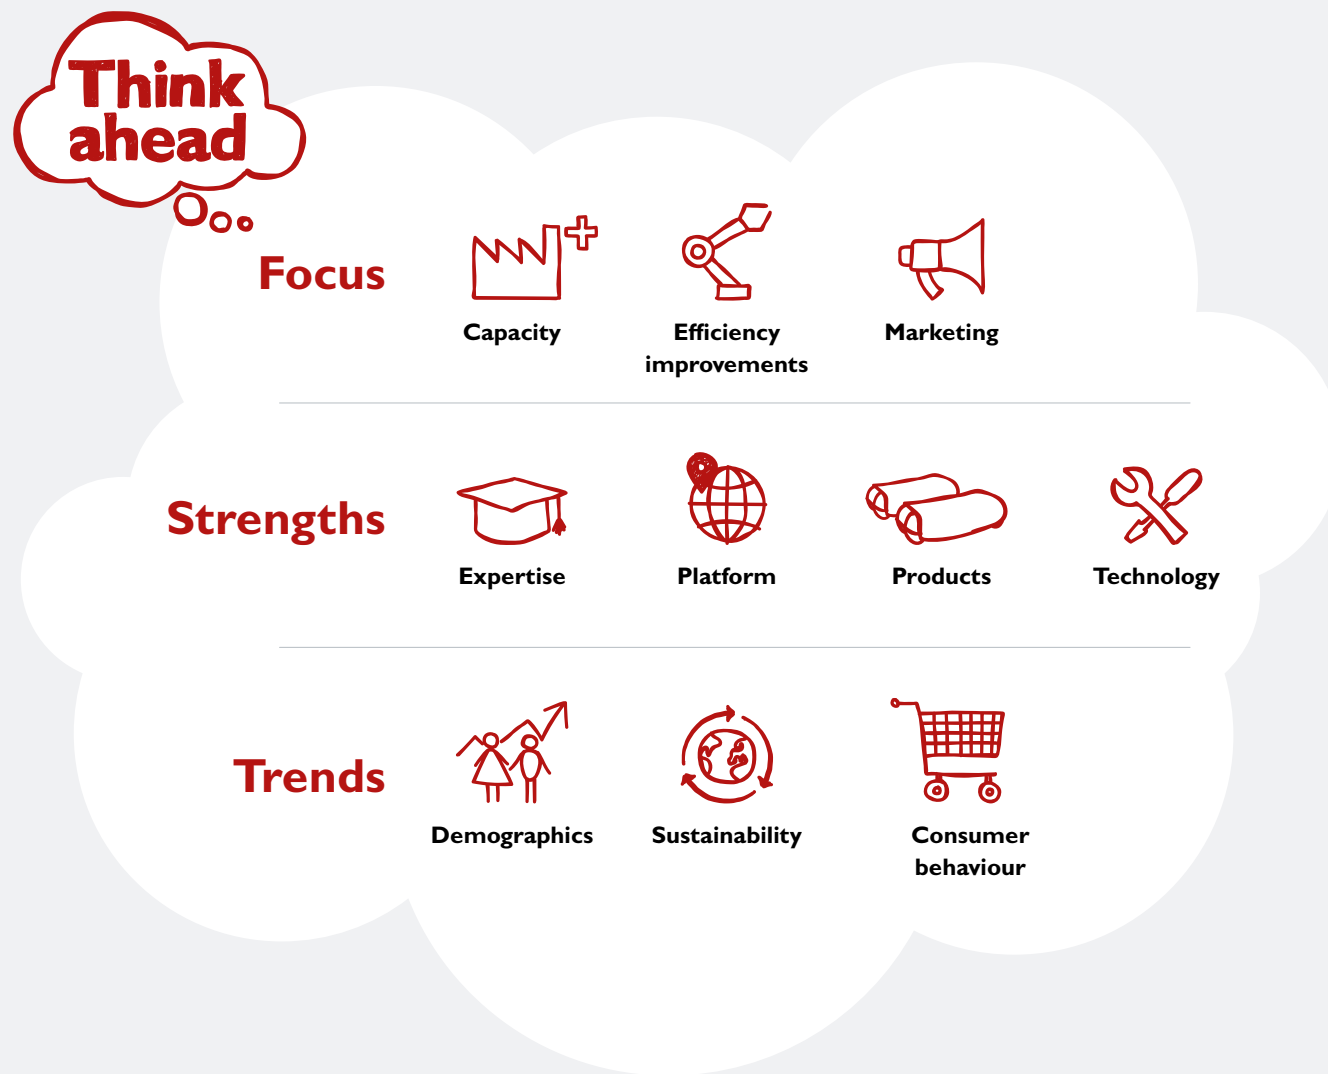 Think
ahead
Focus
Capacity
Efficiency
improvements
Marketing
Strengths
Expertise
Platform
Products
Technology
Trends
Demographics
Sustainability
Consumer
behaviour